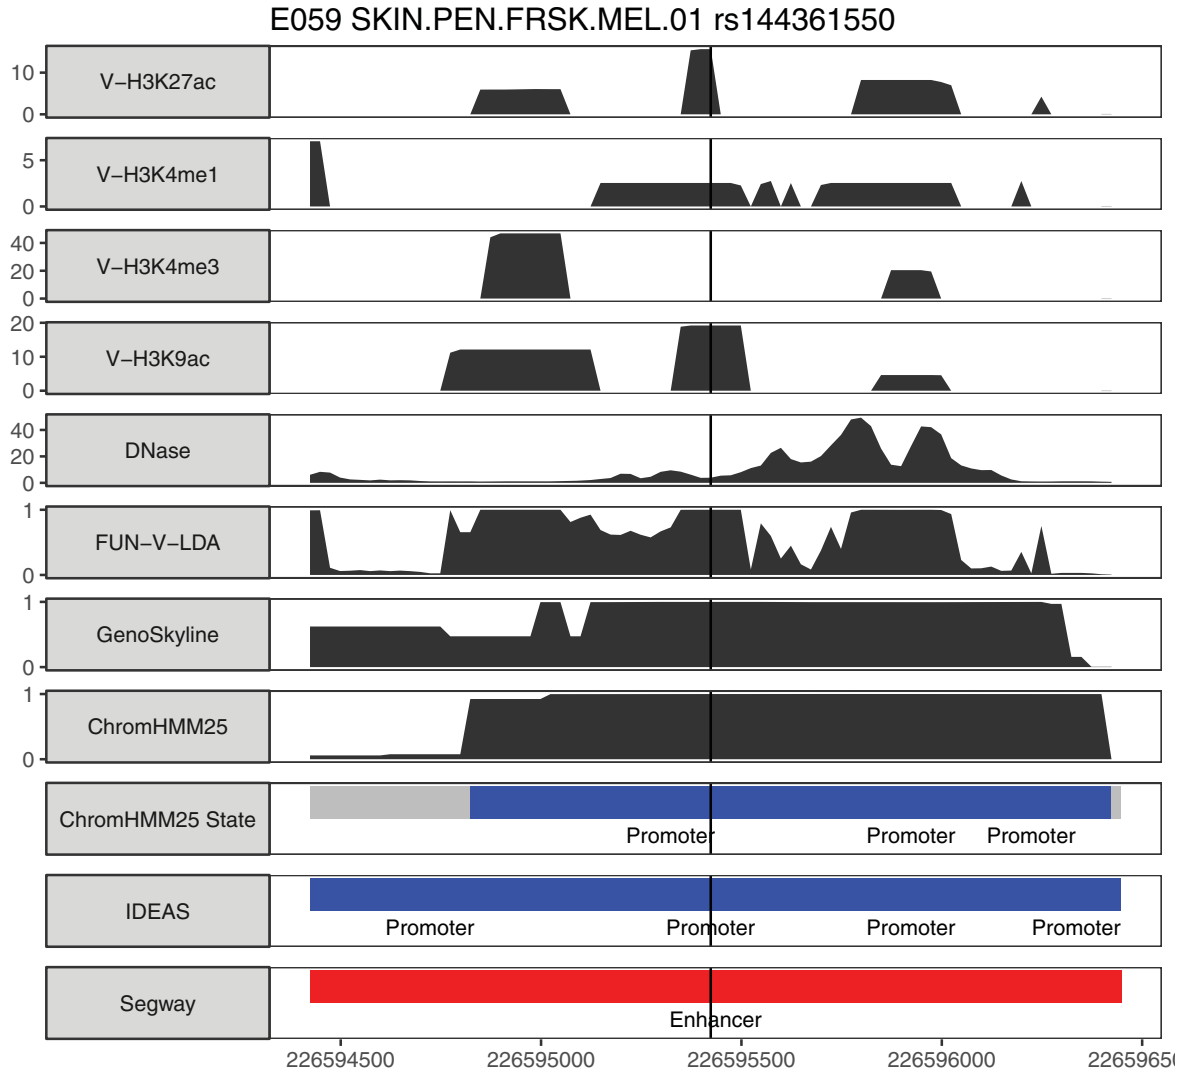 E059 SKIN.PEN.FRSK.MEL.01 rs144361550
V−H3K27ac
10
0
V−H3K4me1
5
0
V−H3K4me3
40
20
0
V−H3K9ac
20
10
0
DNase
40
20
0
FUN−V−LDA
1
0
GenoSkyline
1
0
ChromHMM25
1
0
ChromHMM25 State
Promoter Promoter Promoter
IDEAS
Promoter Promoter Promoter Promoter
Segway
Enhancer
226594500 226595000 226595500 226596000